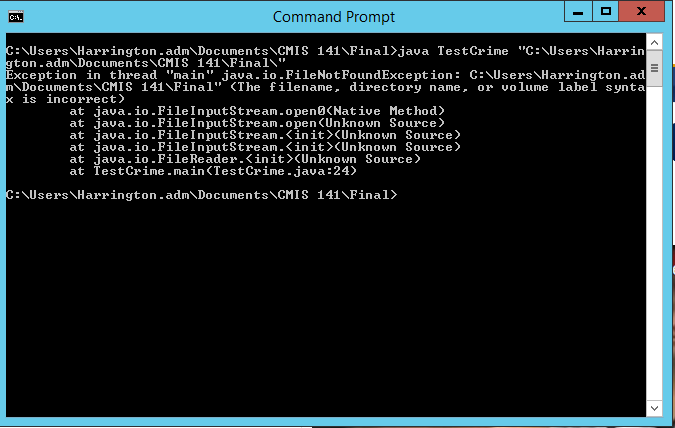 Command Prompt
C:\Users\Harrington.adm\Documents\CMIS 141\Final>java TestCrime "C:\Users\Harrin
gton.adm\Documents\CMIS 141\Final\"
Exception in thread "main" java.io.FileNotFoundException: C:\Users\Harrington.ad
m\Documents\CMIS 141\Final" (The filename, directory name, or volume label synta
x is incorrect)
        at java.io.FileInputStream.open0(Native Method)
        at java.io.FileInputStream.open(Unknown Source)
        at java.io.FileInputStream.<init>(Unknown Source)
        at java.io.FileInputStream.<init>(Unknown Source)
        at java.io.FileReader.<init>(Unknown Source)
        at TestCrime.main(TestCrime.java:24)
C:\Users\Harrington.adm\Documents\CMIS 141\Final>